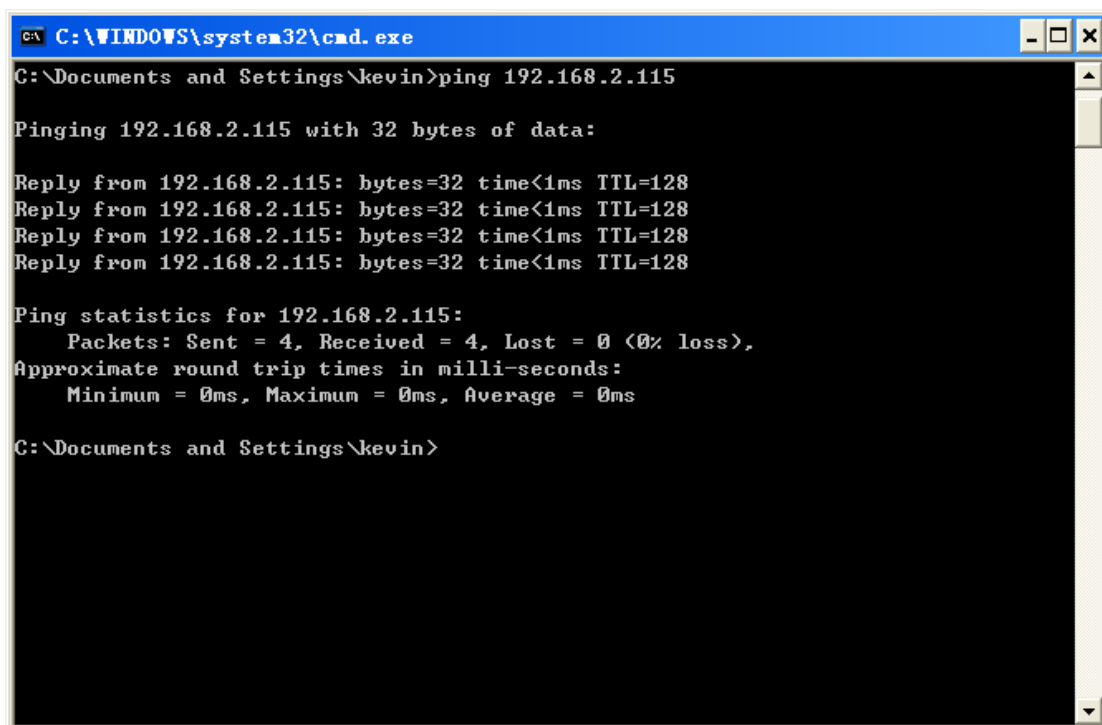 C:\WINDOWS\system32\cmd.exe
C:\Documents and Settings\kevin>ping 192.168.2.115
Pinging 192.168.2.115 with 32 bytes of data:
Reply from 192.168.2.115: bytes=32 time<1ms TTL=128
Reply from 192.168.2.115: bytes=32 time<1ms TTL=128
Reply from 192.168.2.115: bytes=32 time<1ms TTL=128
Reply from 192.168.2.115: bytes=32 time<1ms TTL=128
Ping statistics for 192.168.2.115:
    Packets: Sent = 4, Received = 4, Lost = 0 (0% loss),
Approximate round trip times in milli-seconds:
    Minimum = 0ms, Maximum = 0ms, Average = 0ms
C:\Documents and Settings\kevin>